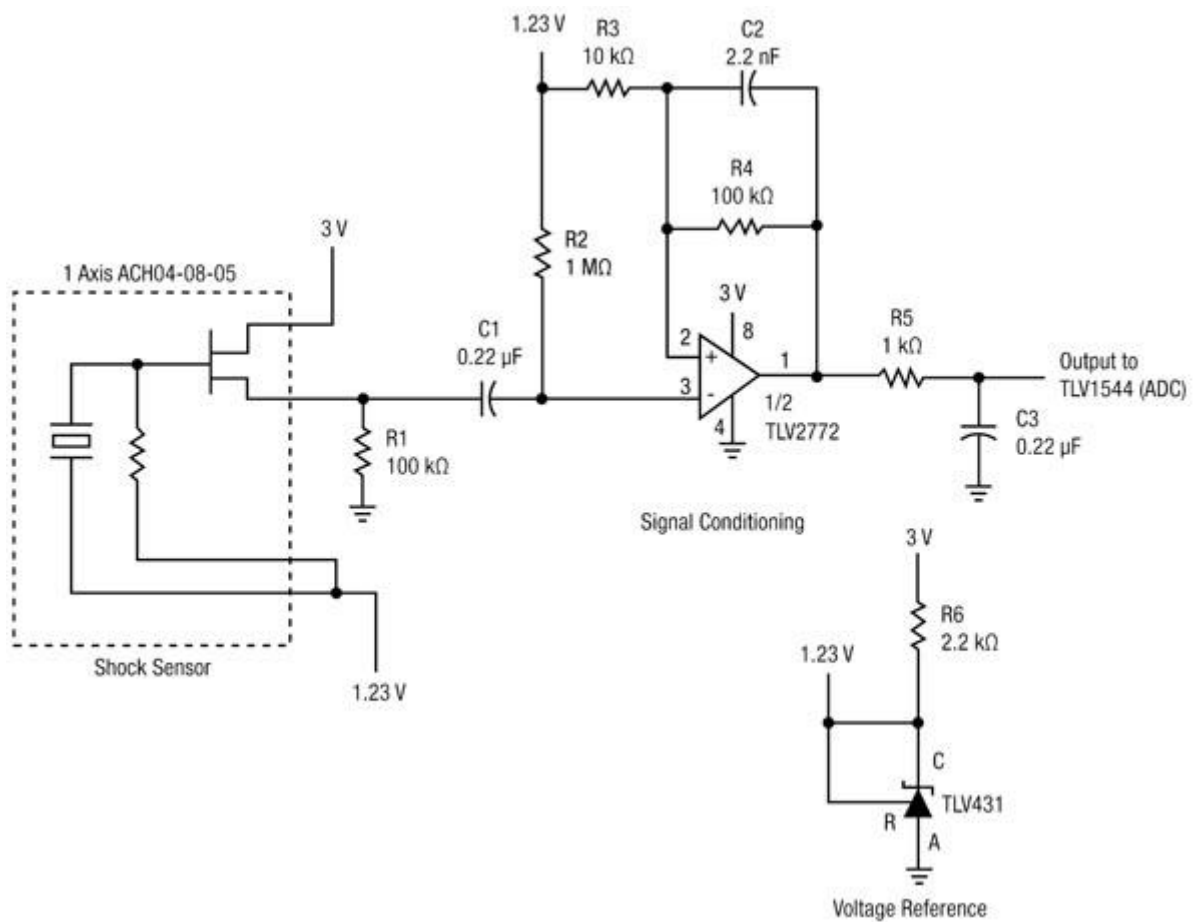 1.23 V
R3
10 kΩ
C2
2.2 nF
R4
100 kΩ
3 V
R2
1 MΩ
1 Axis ACH04-08-05
3 V
C1
0.22 µF
2
+
8
1
R5
1 kΩ
Output to
TLV1544 (ADC)
3
-
4
1/2
TLV2772
R1
100 kΩ
C3
0.22 µF
Signal Conditioning
3 V
R6
2.2 kΩ
Shock Sensor
1.23 V
1.23 V
C
TLV431
R
A
Voltage Reference